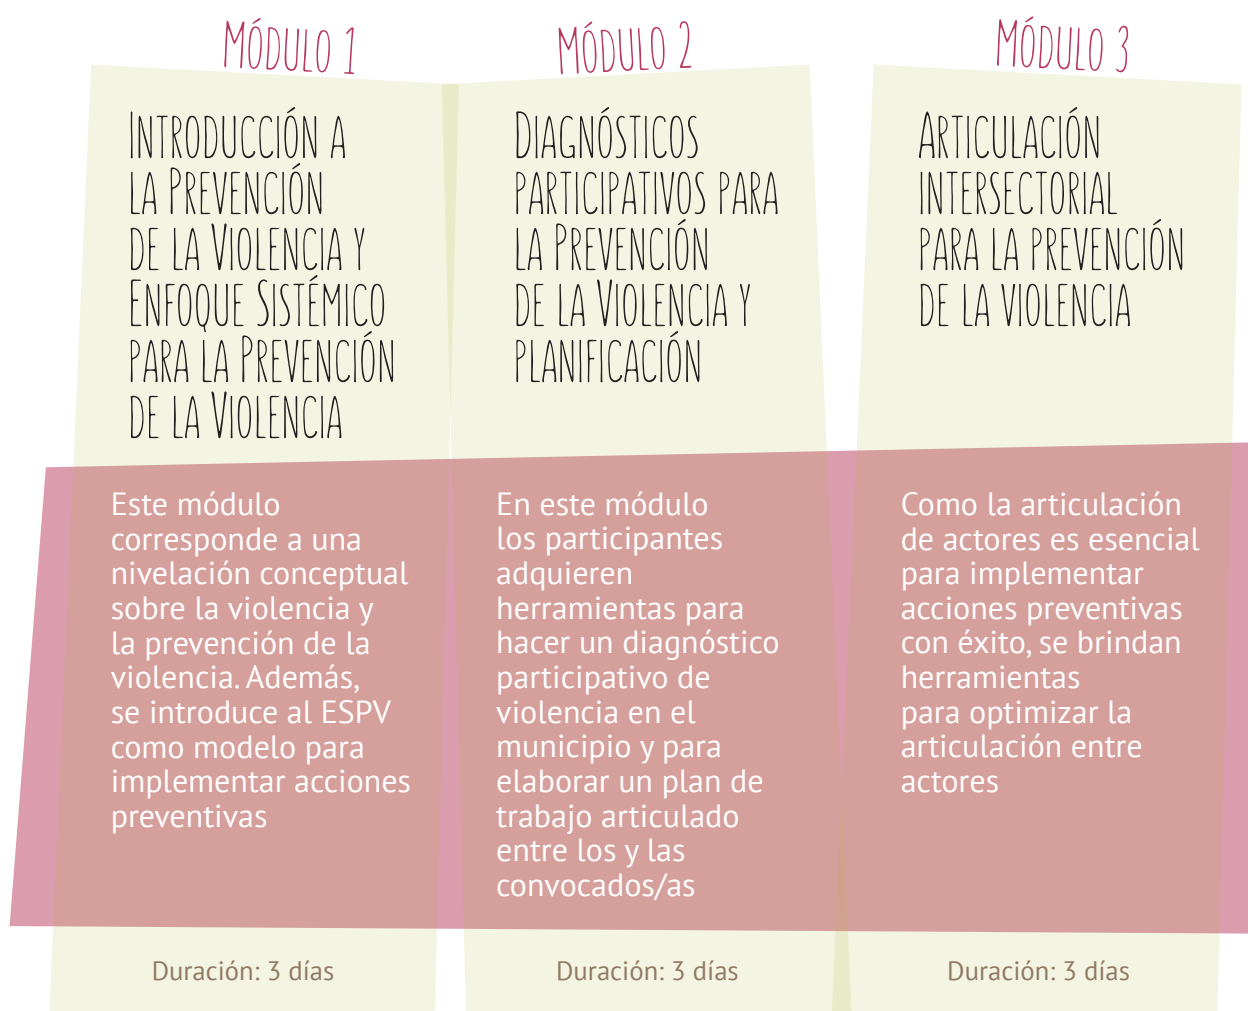 MÓDULO 1
INTRODUCCIÓN A
LA PREVENCIÓN
DE LA VIOLENCIA Y
ENFOQUE SISTÉMICO
PARA LA PREVENCIÓN
DE LA VIOLENCIA
Este módulo
corresponde a una
nivelación conceptual
sobre la violencia y
la prevención de la
violencia. Además,
se introduce al ESPV
como modelo para
implementar acciones
preventivas
Duración: 3 días
MÓDULO 2
DIAGNÓSTICOS
PARTICIPATIVOS PARA
LA PREVENCIÓN
DE LA VIOLENCIA Y
PLANIFICACIÓN
En este módulo
los participantes
adquieren
herramientas para
hacer un diagnóstico
participativo de
violencia en el
municipio y para
elaborar un plan de
trabajo articulado
entre los y las
convocados/as
Duración: 3 días
MÓDULO 3
ARTICULACIÓN
INTERSECTORIAL
PARA LA PREVENCIÓN
DE LA VIOLENCIA
Como la articulación
de actores es esencial
para implementar
acciones preventivas
con éxito, se brindan
herramientas
para optimizar la
articulación entre
actores
Duración: 3 días